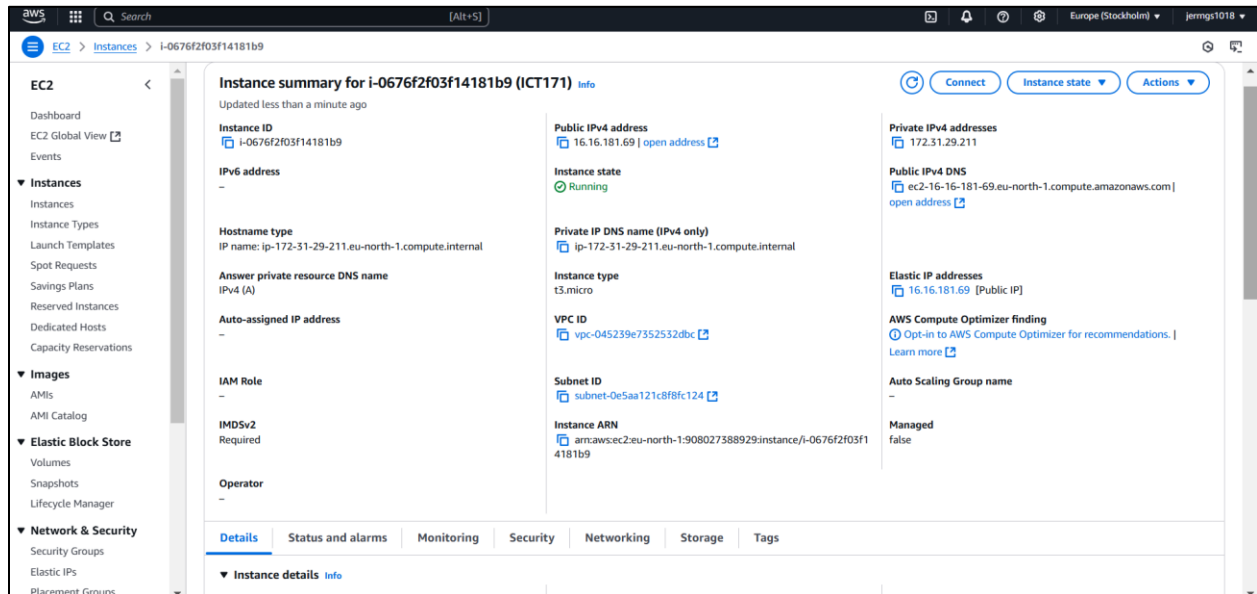 aws
Search
[Alt+S]
Europe (Stockholm)
jermgs1018
EC2 > Instances > i-0676f2f03f14181b9
EC2
Dashboard
EC2 Global View
Events
Instances
Instances
Instance Types
Launch Templates
Spot Requests
Savings Plans
Reserved Instances
Dedicated Hosts
Capacity Reservations
Images
AMIs
AMI Catalog
Elastic Block Store
Volumes
Snapshots
Lifecycle Manager
Network & Security
Security Groups
Elastic IPs
Placement Groups
Instance summary for i-0676f2f03f14181b9 (ICT171) Info
Updated less than a minute ago
Connect
Instance state
Actions
Instance ID
i-0676f2f03f14181b9
Public IPv4 address
16.16.181.69 | open address
Private IPv4 addresses
172.31.29.211
IPv6 address
–
Instance state
Running
Public IPv4 DNS
ec2-16-16-181-69.eu-north-1.compute.amazonaws.com |
open address
Hostname type
IP name: ip-172-31-29-211.eu-north-1.compute.internal
Private IP DNS name (IPv4 only)
ip-172-31-29-211.eu-north-1.compute.internal
Answer private resource DNS name
IPv4 (A)
Instance type
t3.micro
Elastic IP addresses
16.16.181.69 [Public IP]
Auto-assigned IP address
–
VPC ID
vpc-045239e7352532dbc
AWS Compute Optimizer finding
Opt-in to AWS Compute Optimizer for recommendations. |
Learn more
IAM Role
–
Subnet ID
subnet-0e5aa121c8f8fc124
Auto Scaling Group name
–
IMDSv2
Required
Instance ARN
arn:aws:ec2:eu-north-1:908027388929:instance/i-0676f2f03f1
4181b9
Managed
false
Operator
–
Details
Status and alarms
Monitoring
Security
Networking
Storage
Tags
Instance details Info